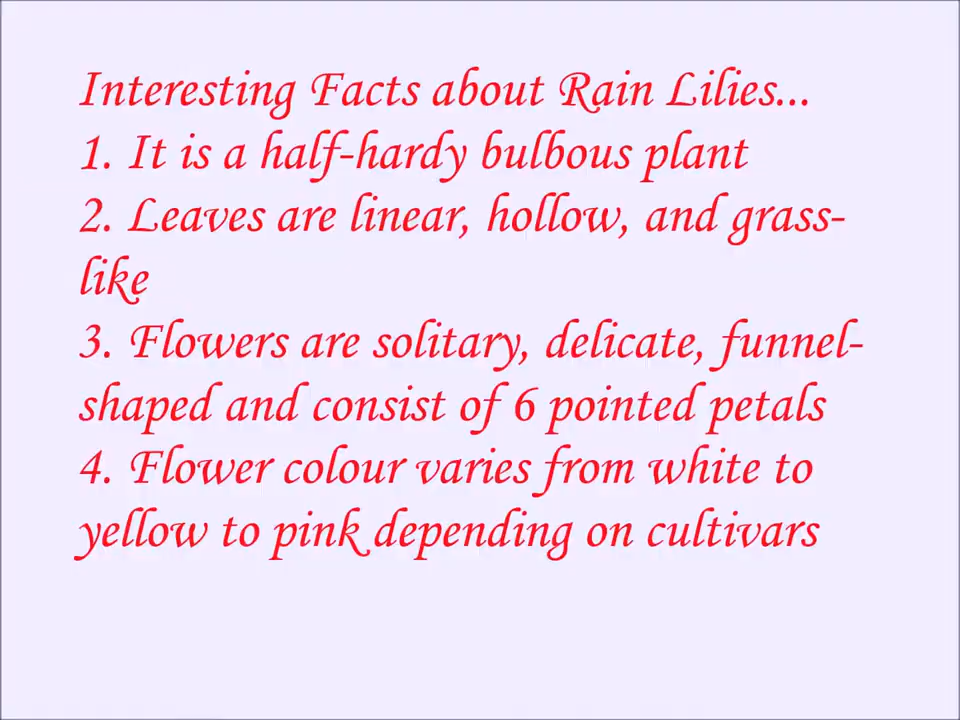 Interesting Facts about Rain Lilies...
1. It is a half-hardy bulbous plant
2. Leaves are linear, hollow, and grass-
like
3. Flowers are solitary, delicate, funnel-
shaped and consist of 6 pointed petals
4. Flower colour varies from white to
yellow to pink depending on cultivars